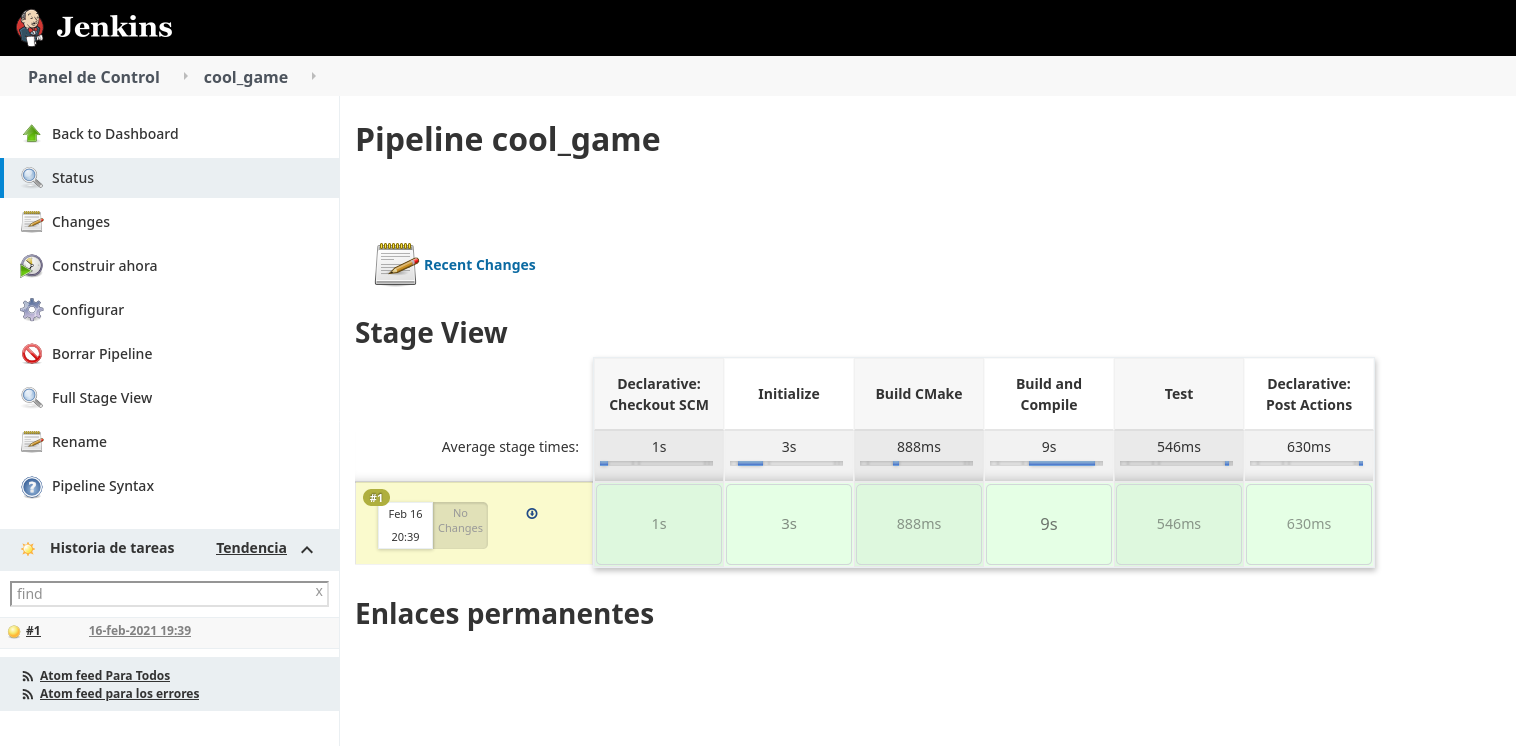 Jenkins
Panel de Control
cool_game
Back to Dashboard
Status
Changes
Construir ahora
Configurar
Borrar Pipeline
Full Stage View
Rename
Pipeline Syntax
Historia de tareas
Tendencia
find
X
#1
16-feb-2021 19:39
Atom feed Para Todos
Atom feed para los errores
Pipeline cool_game
Recent Changes
Stage View
Declarative:
Checkout SCM
Initialize
Build CMake
Build and
Compile
Test
Declarative:
Post Actions
Average stage times:
1s
3s
888ms
9s
546ms
630ms
#1
Feb 16
20:39
No
Changes
1s
3s
888ms
9s
546ms
630ms
Enlaces permanentes